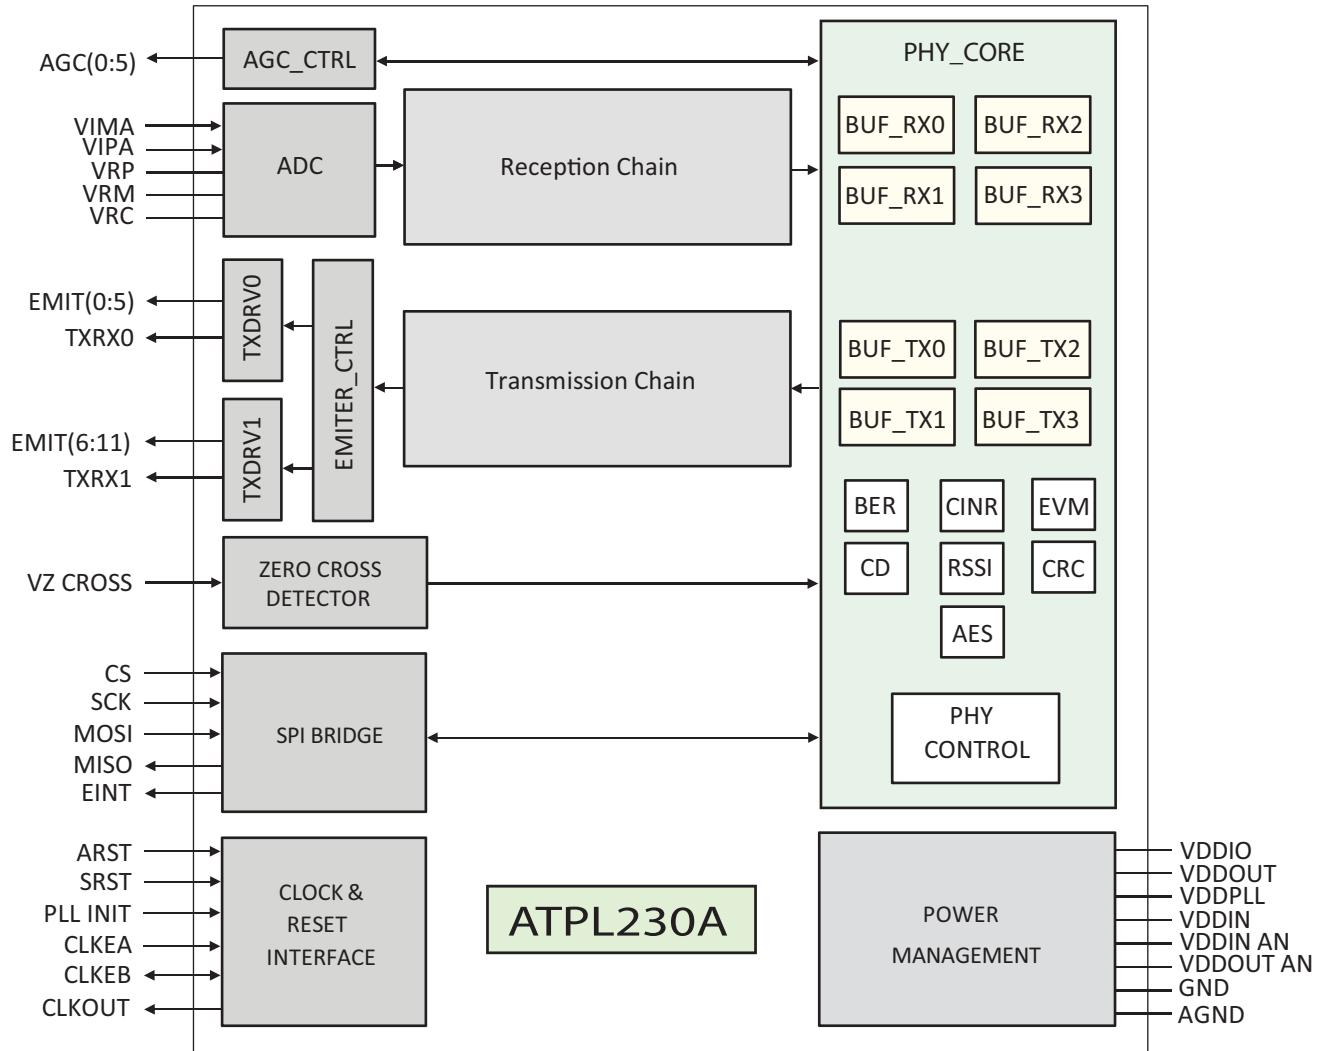 AGC(0:5)
AGC_CTRL
PHY_CORE
VIMA
VIPA
VRP
VRM
VRC
ADC
Reception Chain
BUF_RX0
BUF_RX2
BUF_RX1
BUF_RX3
EMIT(0:5)
TXRX0
TXDRV0
EMIT(6:11)
TXRX1
TXDRV1
EMITER_CTRL
Transmission Chain
BUF_TX0
BUF_TX2
BUF_TX1
BUF_TX3
BER
CINR
EVM
CD
RSSI
CRC
AES
VZ CROSS
ZERO CROSS
DETECTOR
CS
SCK
MOSI
MISO
EINT
SPI BRIDGE
PHY
CONTROL
ARST
SRST
PLL INIT
CLKEA
CLKEB
CLKOUT
CLOCK &
RESET
INTERFACE
ATPL230A
POWER
MANAGEMENT
VDDIO
VDDOUT
VDDPLL
VDDIN
VDDIN AN
VDDOUT AN
GND
AGND